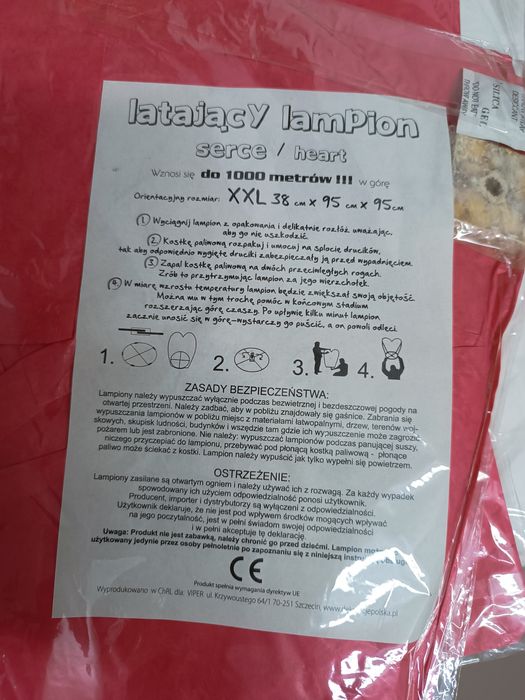 latający lampion
serce / heart
Wznosi się do 1000 metrów !!! w górę
Orientacyjny rozmiar: XXL 38 cm x 95 cm x 95cm
1 Wyciągnij lampion z opakowania i delikatnie rozłóż uważając,
aby go nie uszkodzić.
2 Kostkę paliwową rozpakuj i umocuj na splocie drucików,
tak aby odpowiednio wygięte druciki zabezpieczały ją przed wypadnięciem.
3 Zapal kostkę paliwową na dwóch przeciwległych rogach.
Zrób to przytrzymując lampion za jego wierzchołek.
4 W miarę wzrostu temperatury lampion będzie zwiększał swoją objętość.
Można mu w tym trochę pomóc w końcowym stadium
rozszerzając górę czaszy. Po upływie kilku minut lampion
zacznie unosić się w górę-wystarczy go puścić, a on powoli odleci.
1. 2. 3. 4.
ZASADY BEZPIECZEŃSTWA:
Lampiony należy wypuszczać wyłącznie podczas bezwietrznej i bezdeszczowej pogody na
otwartej przestrzeni. Należy zadbać, aby w pobliżu znajdowały się gaśnice. Zabrania się
wypuszczania lampionów w pobliżu miejsc z materiałami łatwopalnymi, drzew, terenów woj-
skowych, skupisk ludności, budynków i wszędzie tam gdzie ich wypuszczenie może zagrozić
pożarem lub jest zabronione. Nie należy: wypuszczać lampionów podczas panującej suszy,
niczego przyczepiać do lampionu, przebywać pod płonącą kostką paliwową - płonące
paliwo może ściekać z kostki. Lampion należy wypuścić jak tylko wypełni się powietrzem.
OSTRZEŻENIE:
Lampiony zasilane są otwartym ogniem i należy używać ich z rozwagą. Za każdy wypadek
spowodowany ich użyciem odpowiedzialność ponosi użytkownik.
Producent, importer i dystrybutorzy są wyłączeni z odpowiedzialności.
Użytkownik deklaruje, że nie jest pod wpływem środków mogących wpływać
na jego poczytalność, jest w pełni świadom swojej odpowiedzialności
i w pełni akceptuje tę deklarację.
Uwaga: Produkt nie jest zabawką, należy chronić go przed dziećmi. Lampion może
użytkowany jedynie przez osoby pełnoletnie po zapoznaniu się z niniejszą
CE
Produkt spełnia wymagania dyrektyw UE
Wyprodukowano w ChRL dla: VIPER ul. Krzywoustego 64/1 70-251 Szczecin
SILICA GEL
"DO NOT EAT"